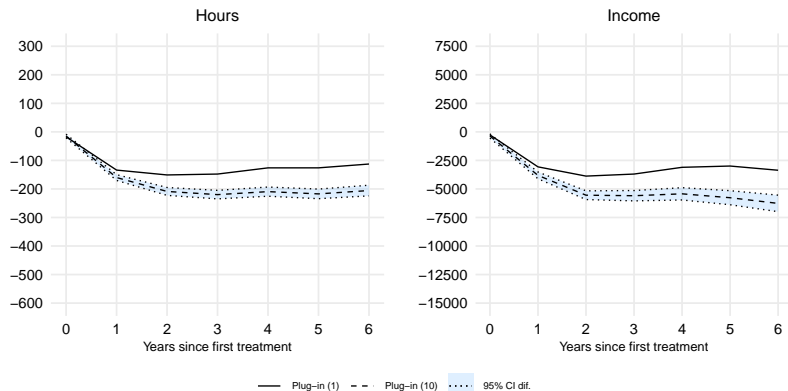 Hours
300
200
100
0
−100
−200
−300
−400
−500
−600
0 1 2 3 4 5 6
Years since first treatment
Income
7500
5000
2500
0
−2500
−5000
−7500
−10000
−12500
−15000
0 1 2 3 4 5 6
Years since first treatment
Plug−in (1) Plug−in (10) 95% CI dif.